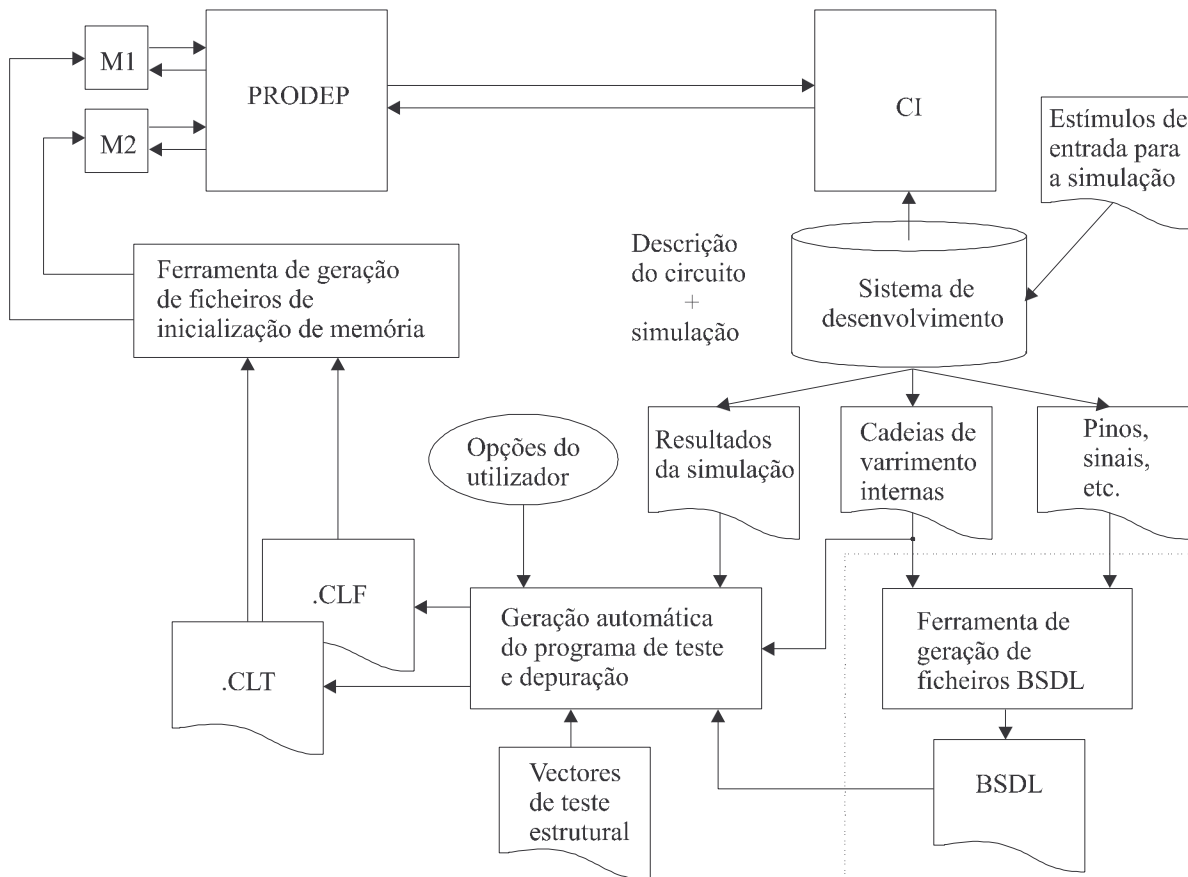 M1
PRODEP
CI
M2
Estímulos de
entrada para
a simulação
Descrição
do circuito
+
simulação
Ferramenta de geração
de ficheiros de
inicialização de memória
Sistema de
desenvolvimento
Opções do
utilizador
Resultados
da simulação
Cadeias de
varrimento
internas
Pinos,
sinais,
etc.
.CLF
Geração automática
do programa de teste
e depuração
Ferramenta de
geração de
ficheiros BSDL
.CLT
Vectores
de teste
estrutural
BSDL